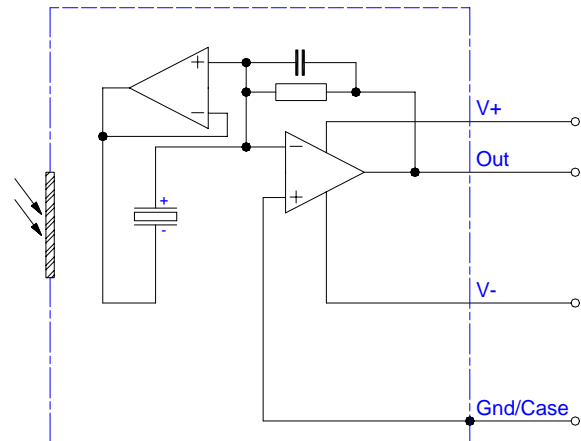 +
−
V+
−
Out
+
+
-
V-
Gnd/Case